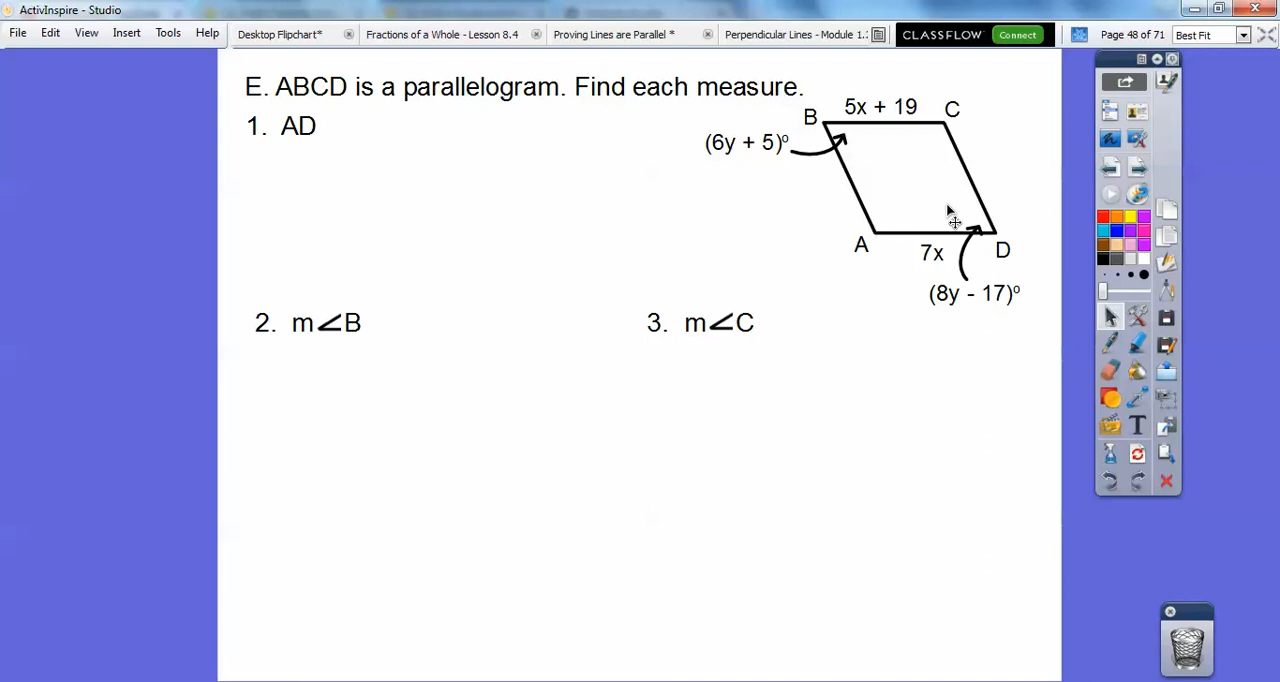 ActivInspire - Studio
File Edit View Insert Tools Help
Desktop Flipchart*
Fractions of a Whole - Lesson 8.4
Proving Lines are Parallel *
Perpendicular Lines - Module 1.:
CLASSFLOW Connect
Page 48 of 71
Best Fit
E. ABCD is a parallelogram. Find each measure.
1. AD
B 5x + 19 C
(6y + 5)º
A 7x D
(8y - 17)º
2. m∠B
3. m∠C
T